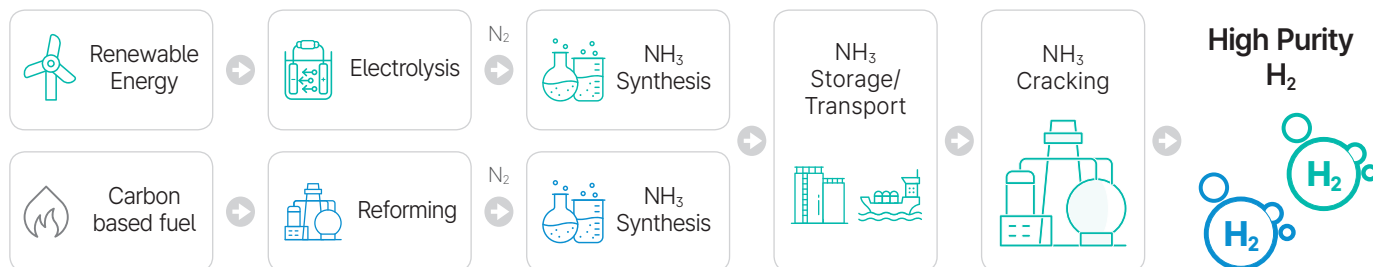 Renewable
Energy
Electrolysis
N₂
NH₃
Synthesis
Carbon
based fuel
Reforming
N₂
NH₃
Synthesis
NH₃
Storage/
Transport
NH₃
Cracking
High Purity
H₂
H₂
H₂